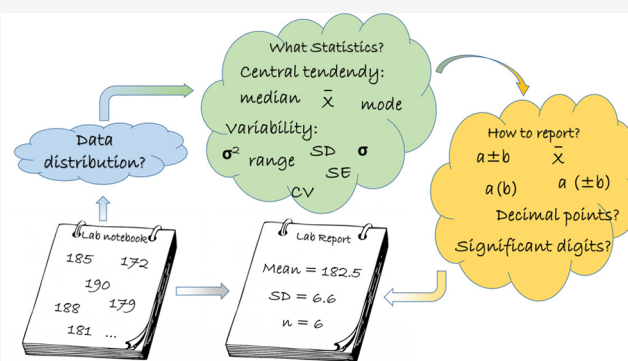 What Statistics?
Central tendendy:
median x̄ mode
Variability:
σ² range SD σ
SE
CV
Data
distribution?
How to report?
a±b x̄
a(b) a (±b)
Decimal points?
Significant digits?
Lab notebook
185 172
190
188 179
181 ...
Lab Report
Mean = 182.5
SD = 6.6
n = 6